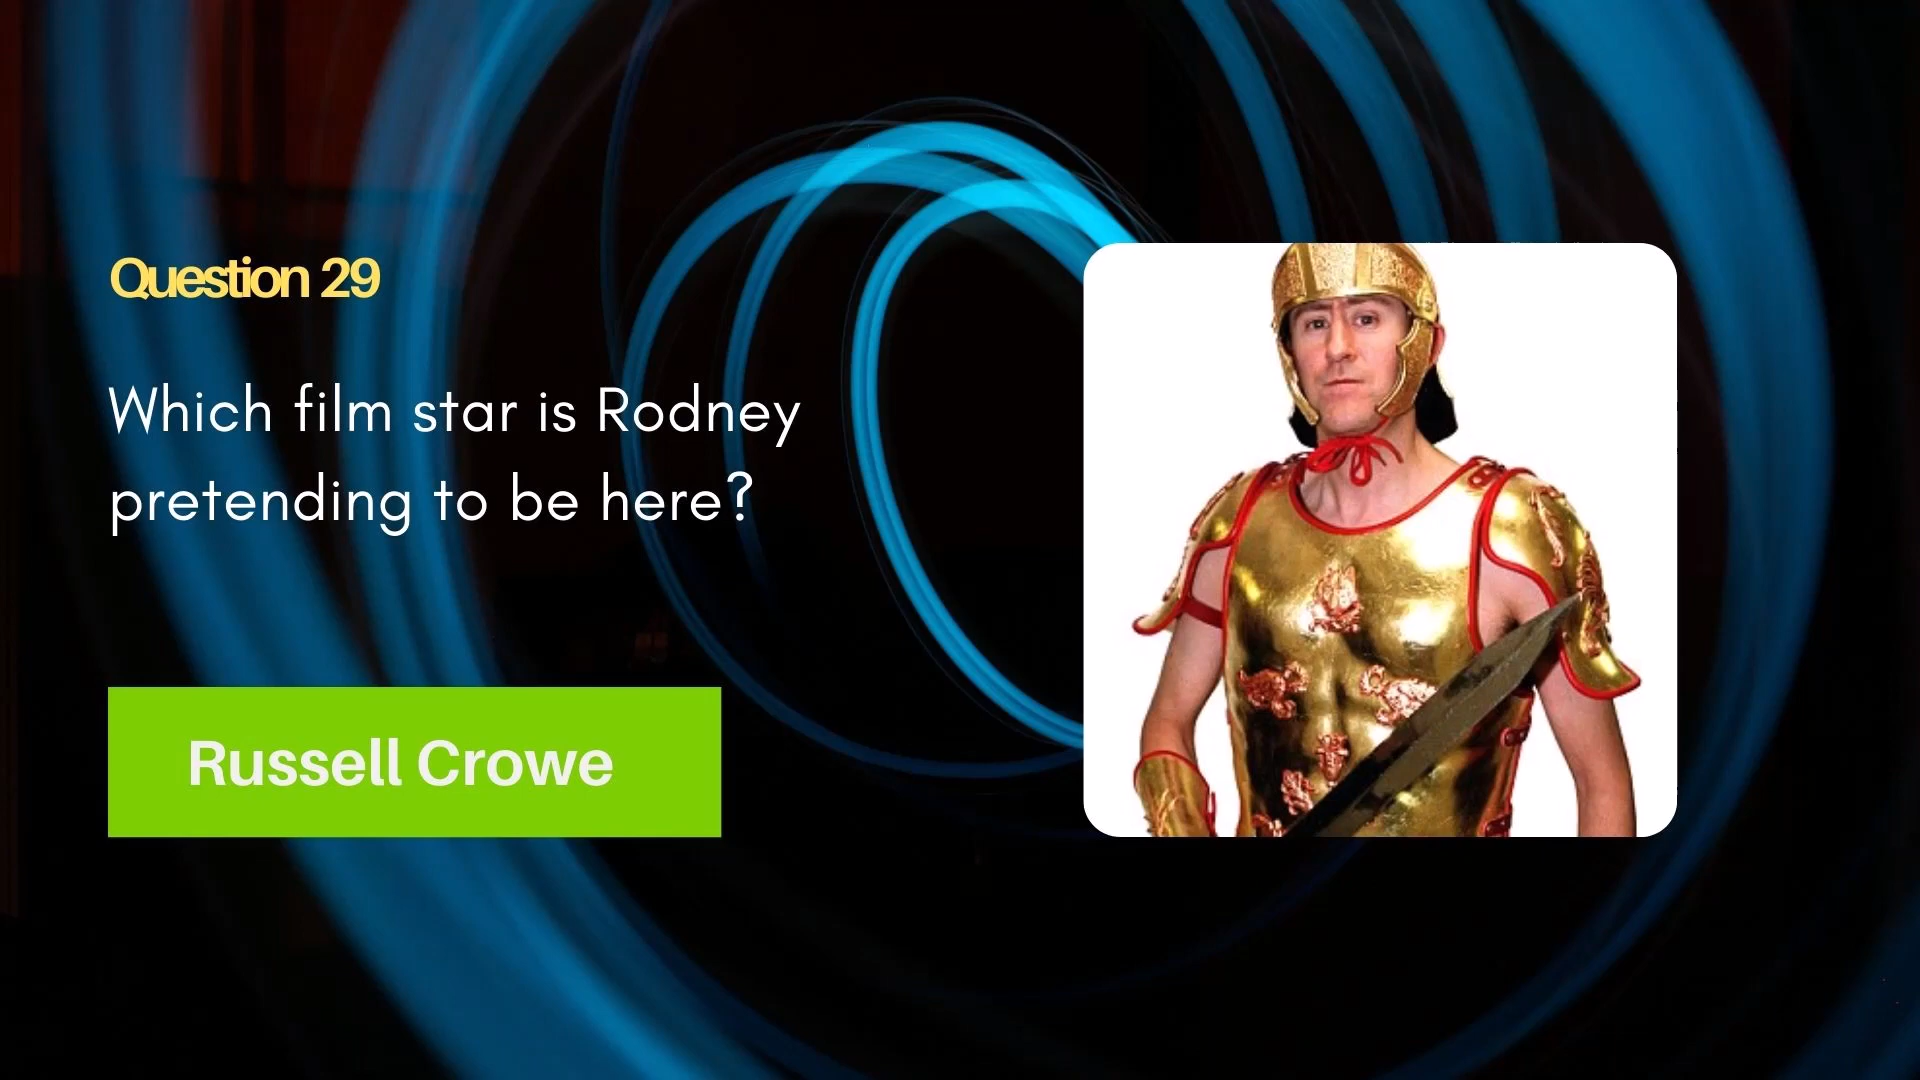 Question 29
Which film star is Rodney
pretending to be here?
Russell Crowe